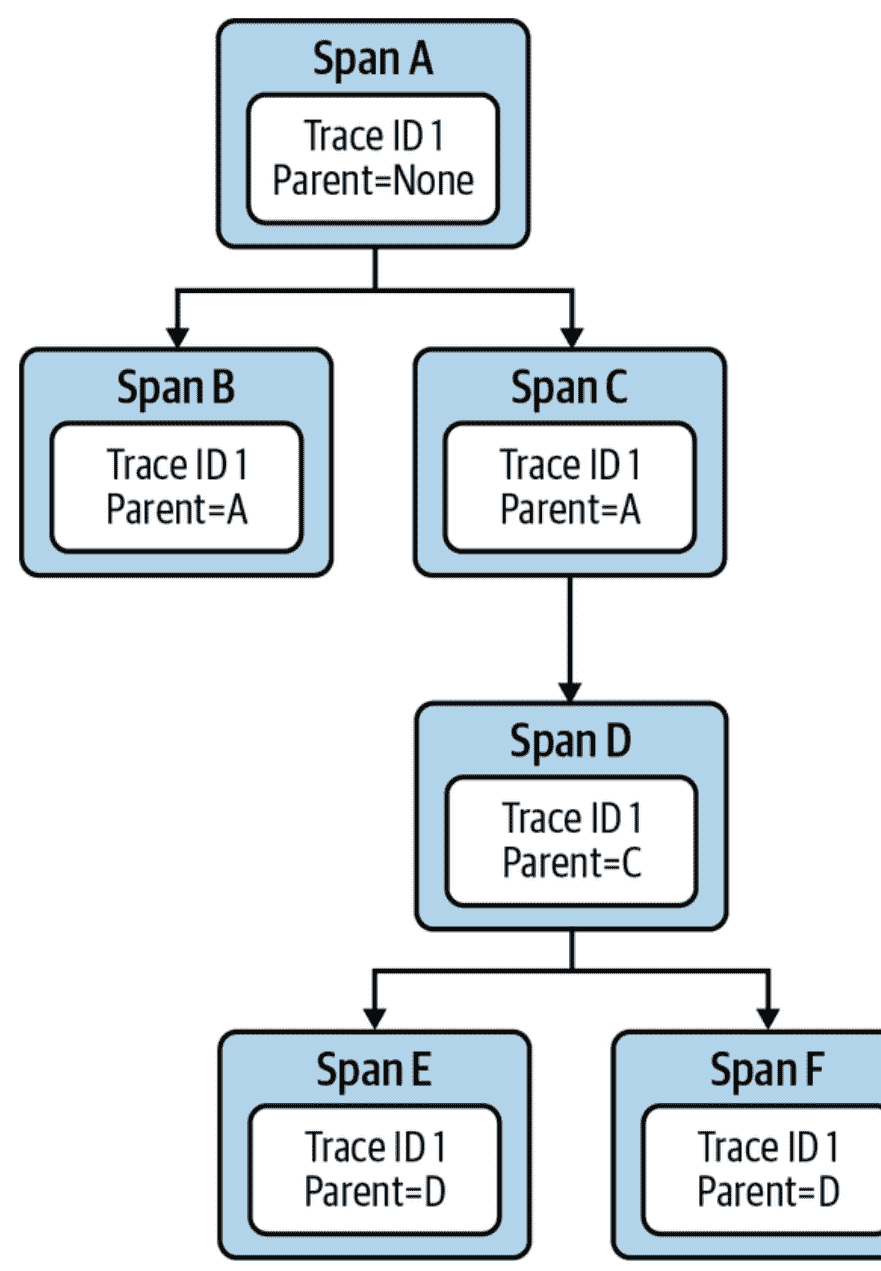 Span A
Trace ID 1
Parent=None
Span B
Trace ID 1
Parent=A
Span C
Trace ID 1
Parent=A
Span D
Trace ID 1
Parent=C
Span E
Trace ID 1
Parent=D
Span F
Trace ID 1
Parent=D